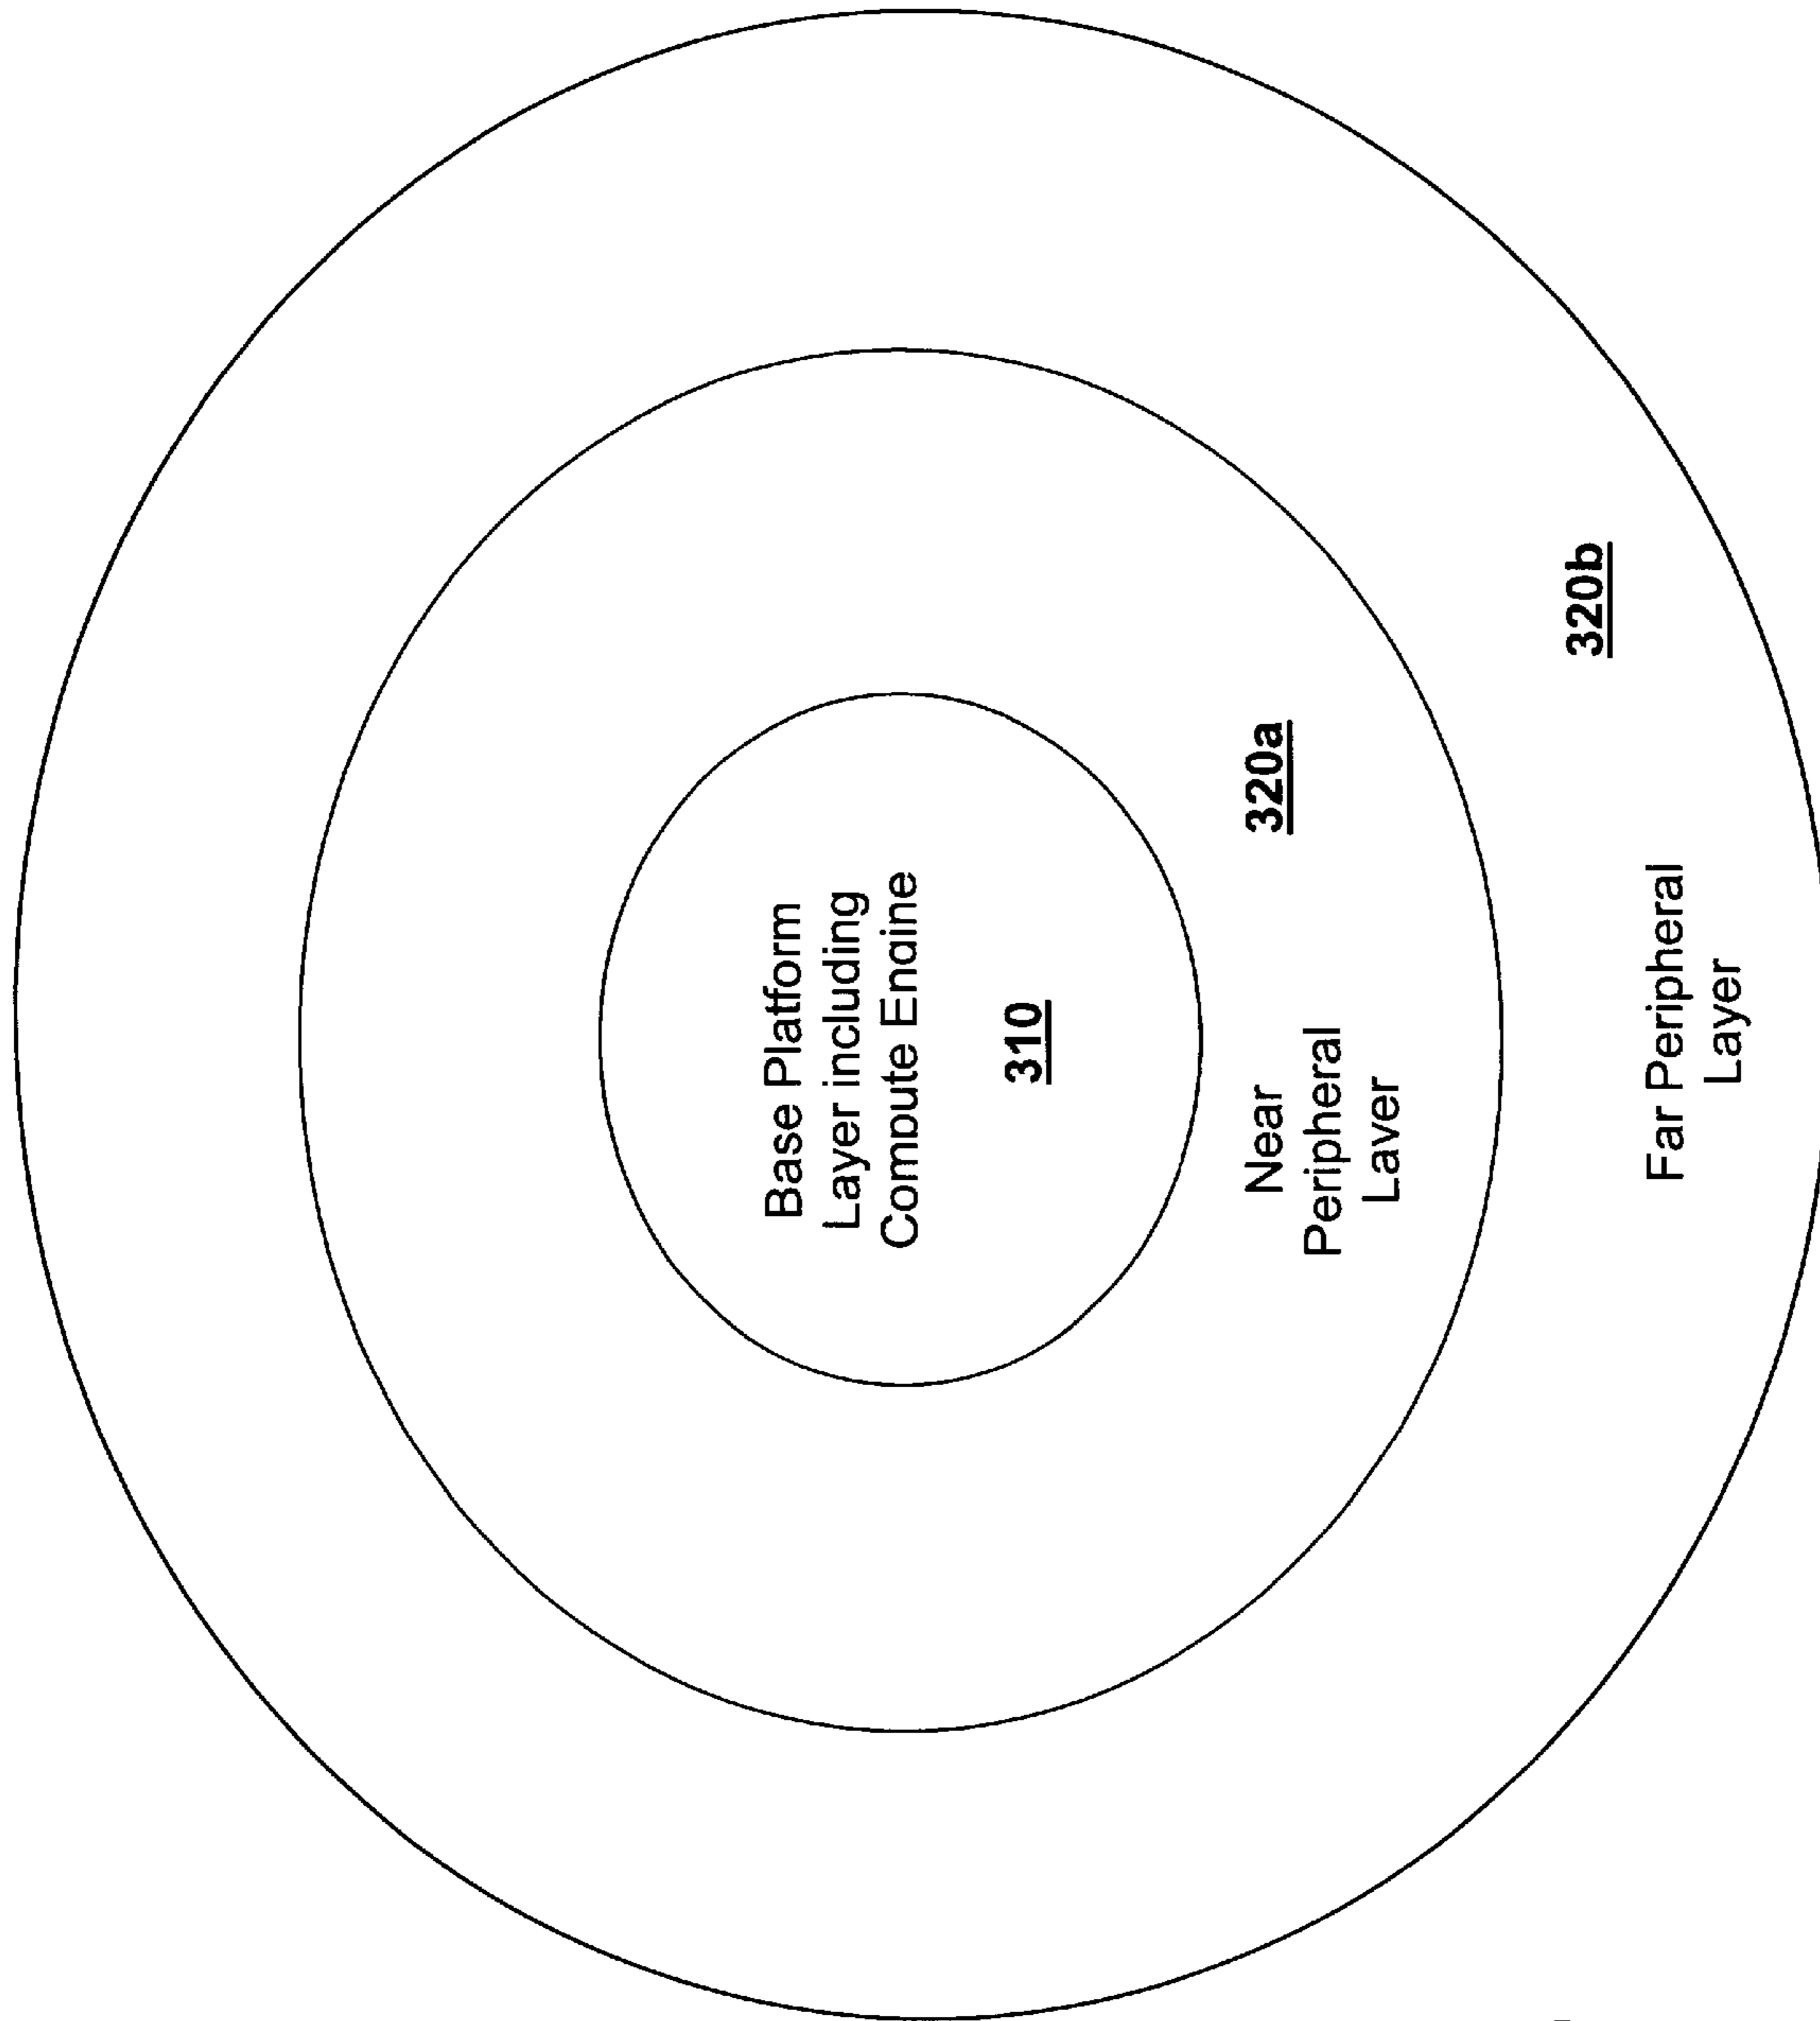 Base Platform
Layer including
Compute Engine
310
320a
Near
Peripheral
Layer
320b
Far Peripheral
Layer